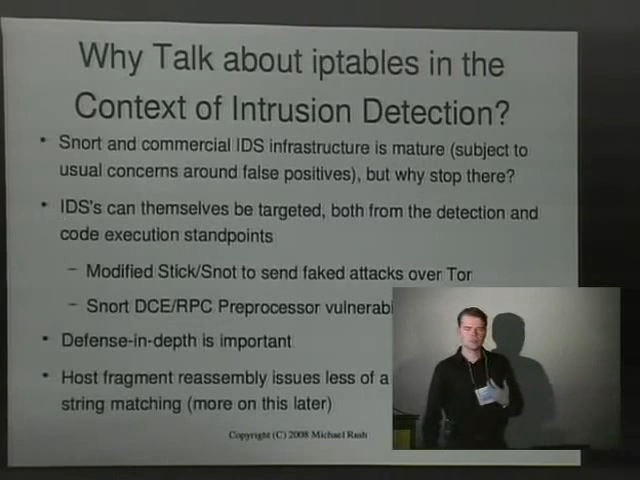 Why Talk about iptables in the
Context of Intrusion Detection?
• Snort and commercial IDS infrastructure is mature (subject to
usual concerns around false positives), but why stop there?
• IDS's can themselves be targeted, both from the detection and
code execution standpoints
– Modified Stick/Snot to send faked attacks over Tor
– Snort DCE/RPC Preprocessor
• Defense-in-depth is important
• Host fragment reassembly issues less of a
string matching (more on this later)
Copyright (C) 2008 Michael Rash